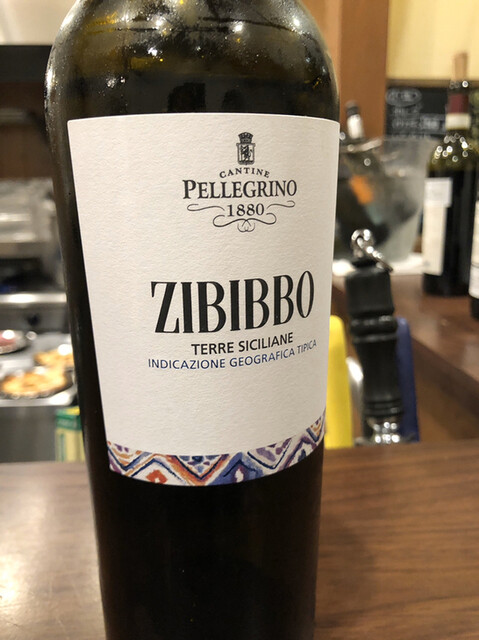 CANTINE
PELLEGRINO
1880
ZIBIBBO
TERRE SICILIANE
INDICAZIONE GEOGRAFICA TIPICA